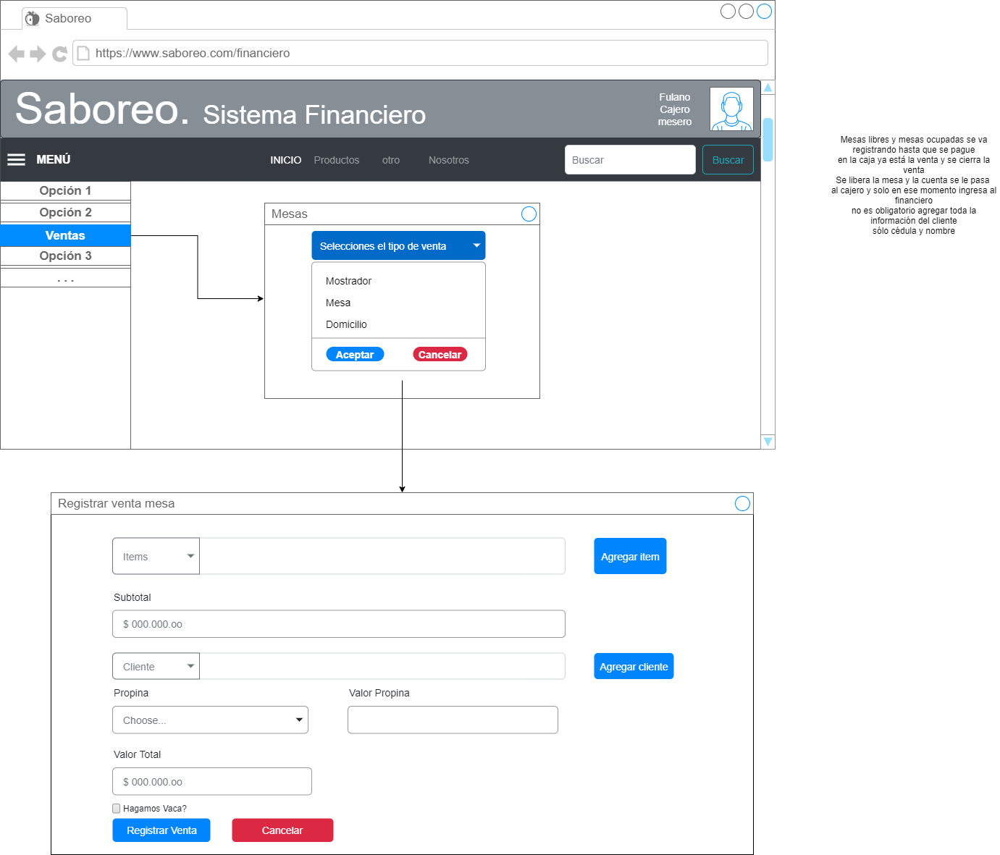 Saboreo
https://www.saboreo.com/financiero
Saboreo. Sistema Financiero
Fulano
Cajero
mesero
MENÚ
INICIO Productos otro Nosotros
Buscar
Buscar
Opción 1
Opción 2
Ventas
Opción 3
. . .
Mesas
Selecciones el tipo de venta
Mostrador
Mesa
Domicilio
Aceptar Cancelar
Mesas libres y mesas ocupadas se va
registrando hasta que se pague
en la caja ya está la venta y se cierra la
venta
Se libera la mesa y la cuenta se le pasa
al cajero y solo en ese momento ingresa al
financiero
no es obligatorio agregar toda la
información del cliente
sólo cédula y nombre
Registrar venta mesa
Items
Agregar item
Subtotal
$ 000.000.oo
Cliente
Agregar cliente
Propina Valor Propina
Choose...
Valor Total
$ 000.000.oo
Hagamos Vaca?
Registrar Venta Cancelar